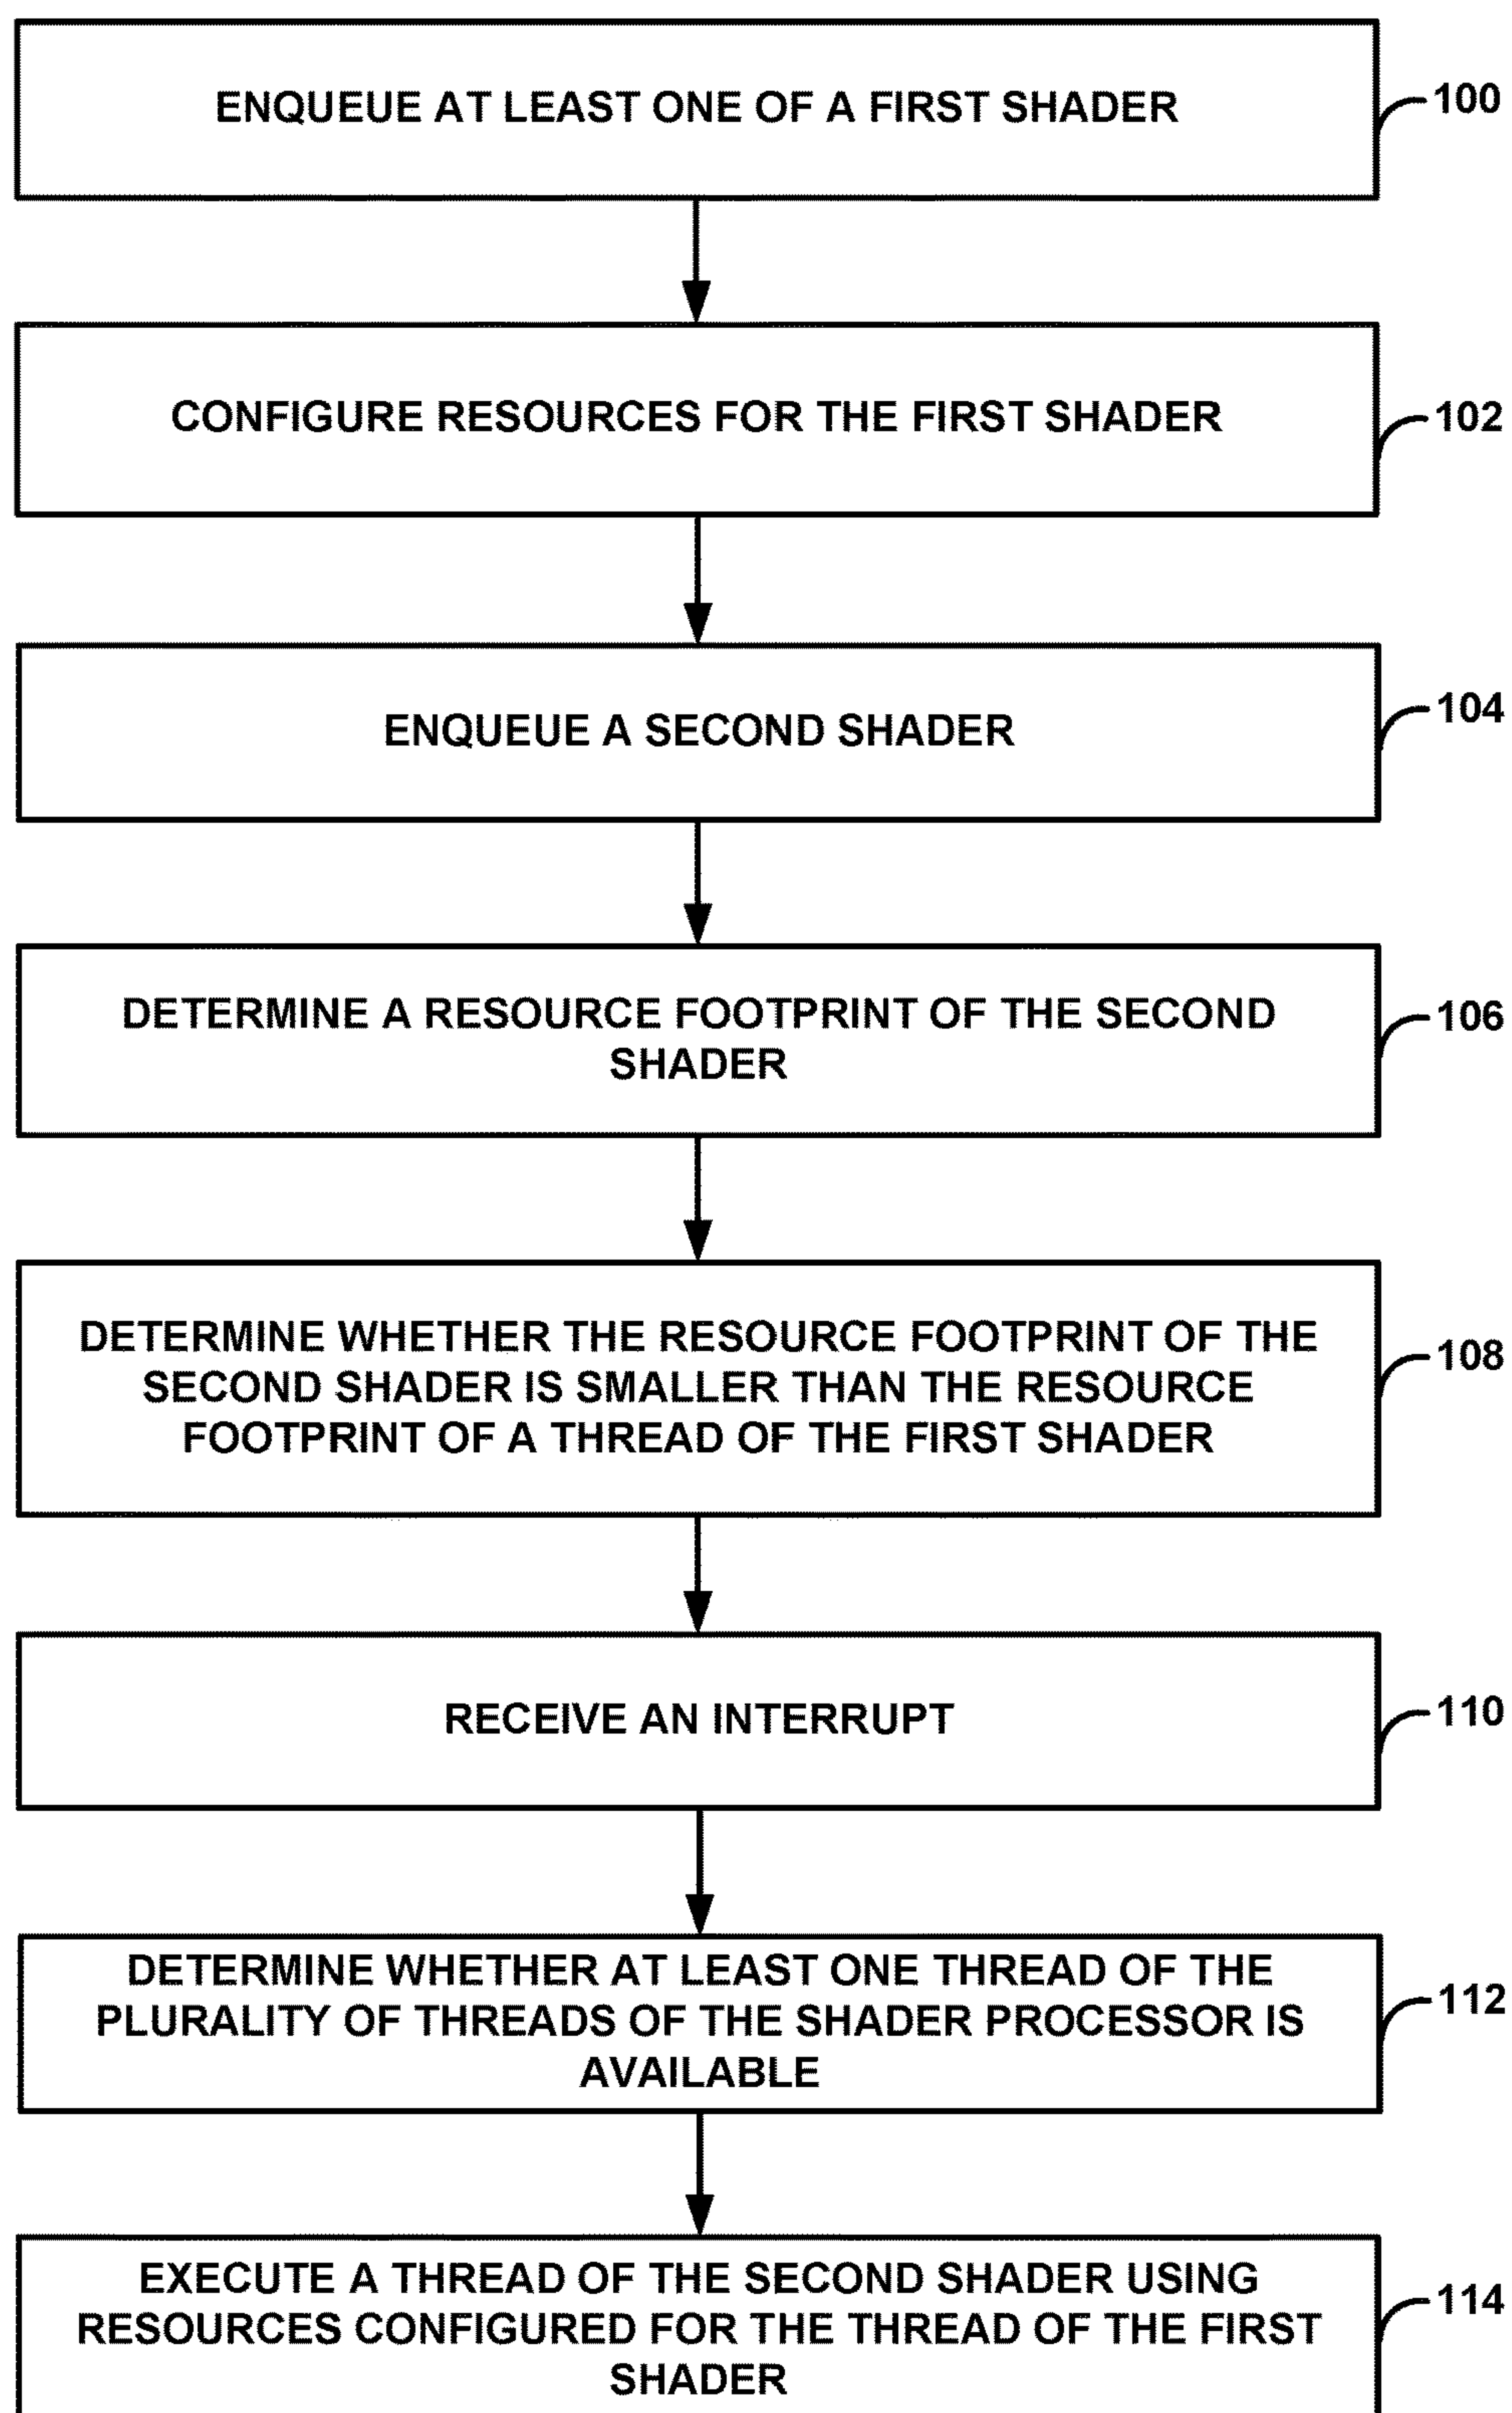 ENQUEUE AT LEAST ONE OF A FIRST SHADER
100
CONFIGURE RESOURCES FOR THE FIRST SHADER
102
ENQUEUE A SECOND SHADER
104
DETERMINE A RESOURCE FOOTPRINT OF THE SECOND
SHADER
106
DETERMINE WHETHER THE RESOURCE FOOTPRINT OF THE
SECOND SHADER IS SMALLER THAN THE RESOURCE
FOOTPRINT OF A THREAD OF THE FIRST SHADER
108
RECEIVE AN INTERRUPT
110
DETERMINE WHETHER AT LEAST ONE THREAD OF THE
PLURALITY OF THREADS OF THE SHADER PROCESSOR IS
AVAILABLE
112
EXECUTE A THREAD OF THE SECOND SHADER USING
RESOURCES CONFIGURED FOR THE THREAD OF THE FIRST
SHADER
114